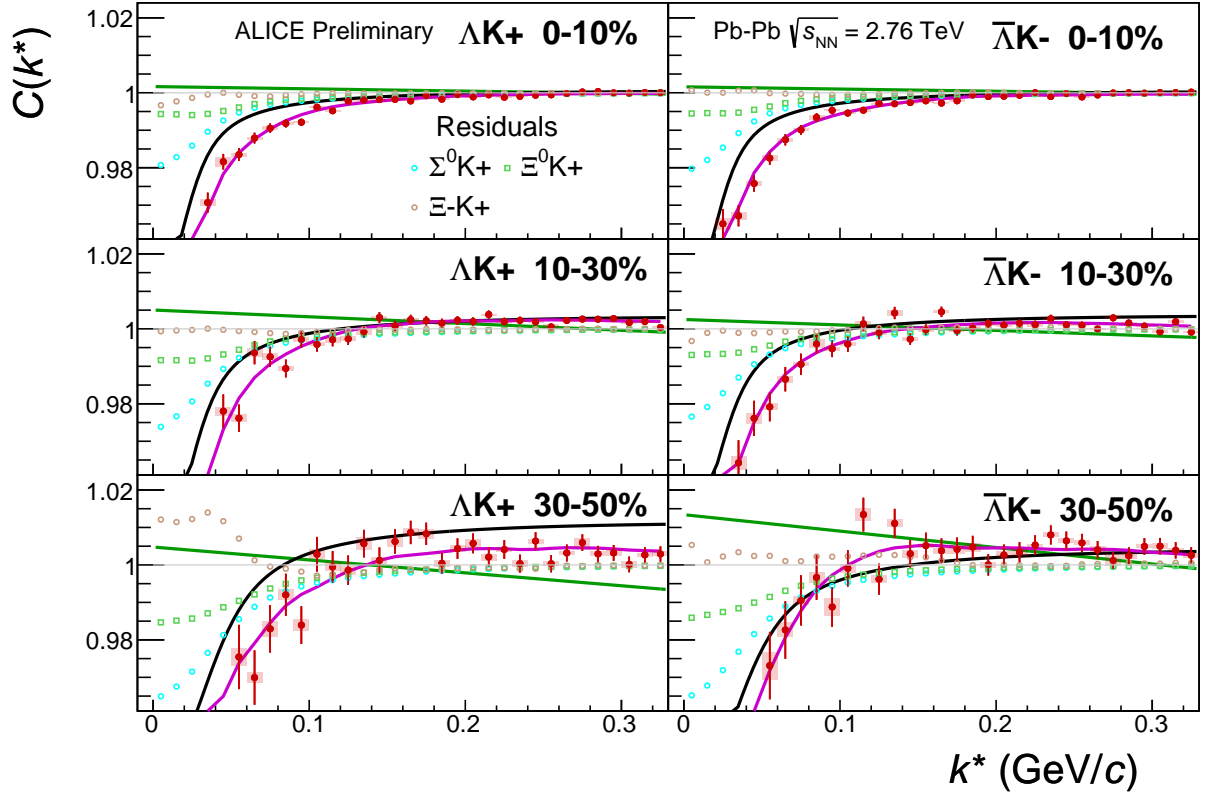 C(k*)
ALICE Preliminary
ΛK+ 0-10%
Pb-Pb √sNN = 2.76 TeV
Λ̅K- 0-10%
1.02
1
0.98
Residuals
Σ⁰K+
Ξ⁰K+
Ξ-K+
ΛK+ 10-30%
Λ̅K- 10-30%
1.02
1
0.98
ΛK+ 30-50%
Λ̅K- 30-50%
1.02
1
0.98
0 0.1 0.2 0.3
0 0.1 0.2 0.3
k* (GeV/c)